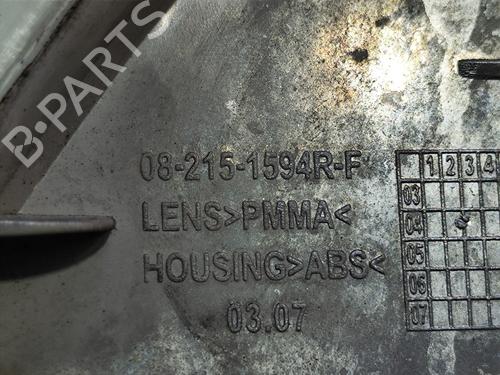 B-PARTS
08-215-1594R-F
LENS>PMMA<
HOUSING>ABS<
03.07
1 2 3 4
03
04
05
06
07